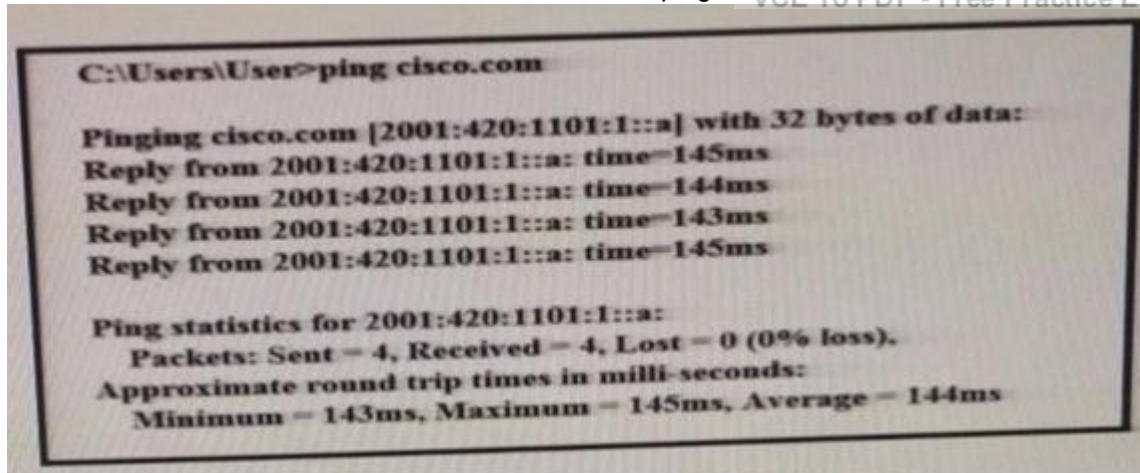 C:\Users\User>ping cisco.com
Pinging cisco.com [2001:420:1101:1::a] with 32 bytes of data:
Reply from 2001:420:1101:1::a: time=145ms
Reply from 2001:420:1101:1::a: time=144ms
Reply from 2001:420:1101:1::a: time=143ms
Reply from 2001:420:1101:1::a: time=145ms
Ping statistics for 2001:420:1101:1::a:
Packets: Sent = 4, Received = 4, Lost = 0 (0% loss).
Approximate round trip times in milli-seconds:
Minimum = 143ms, Maximum = 145ms, Average = 144ms